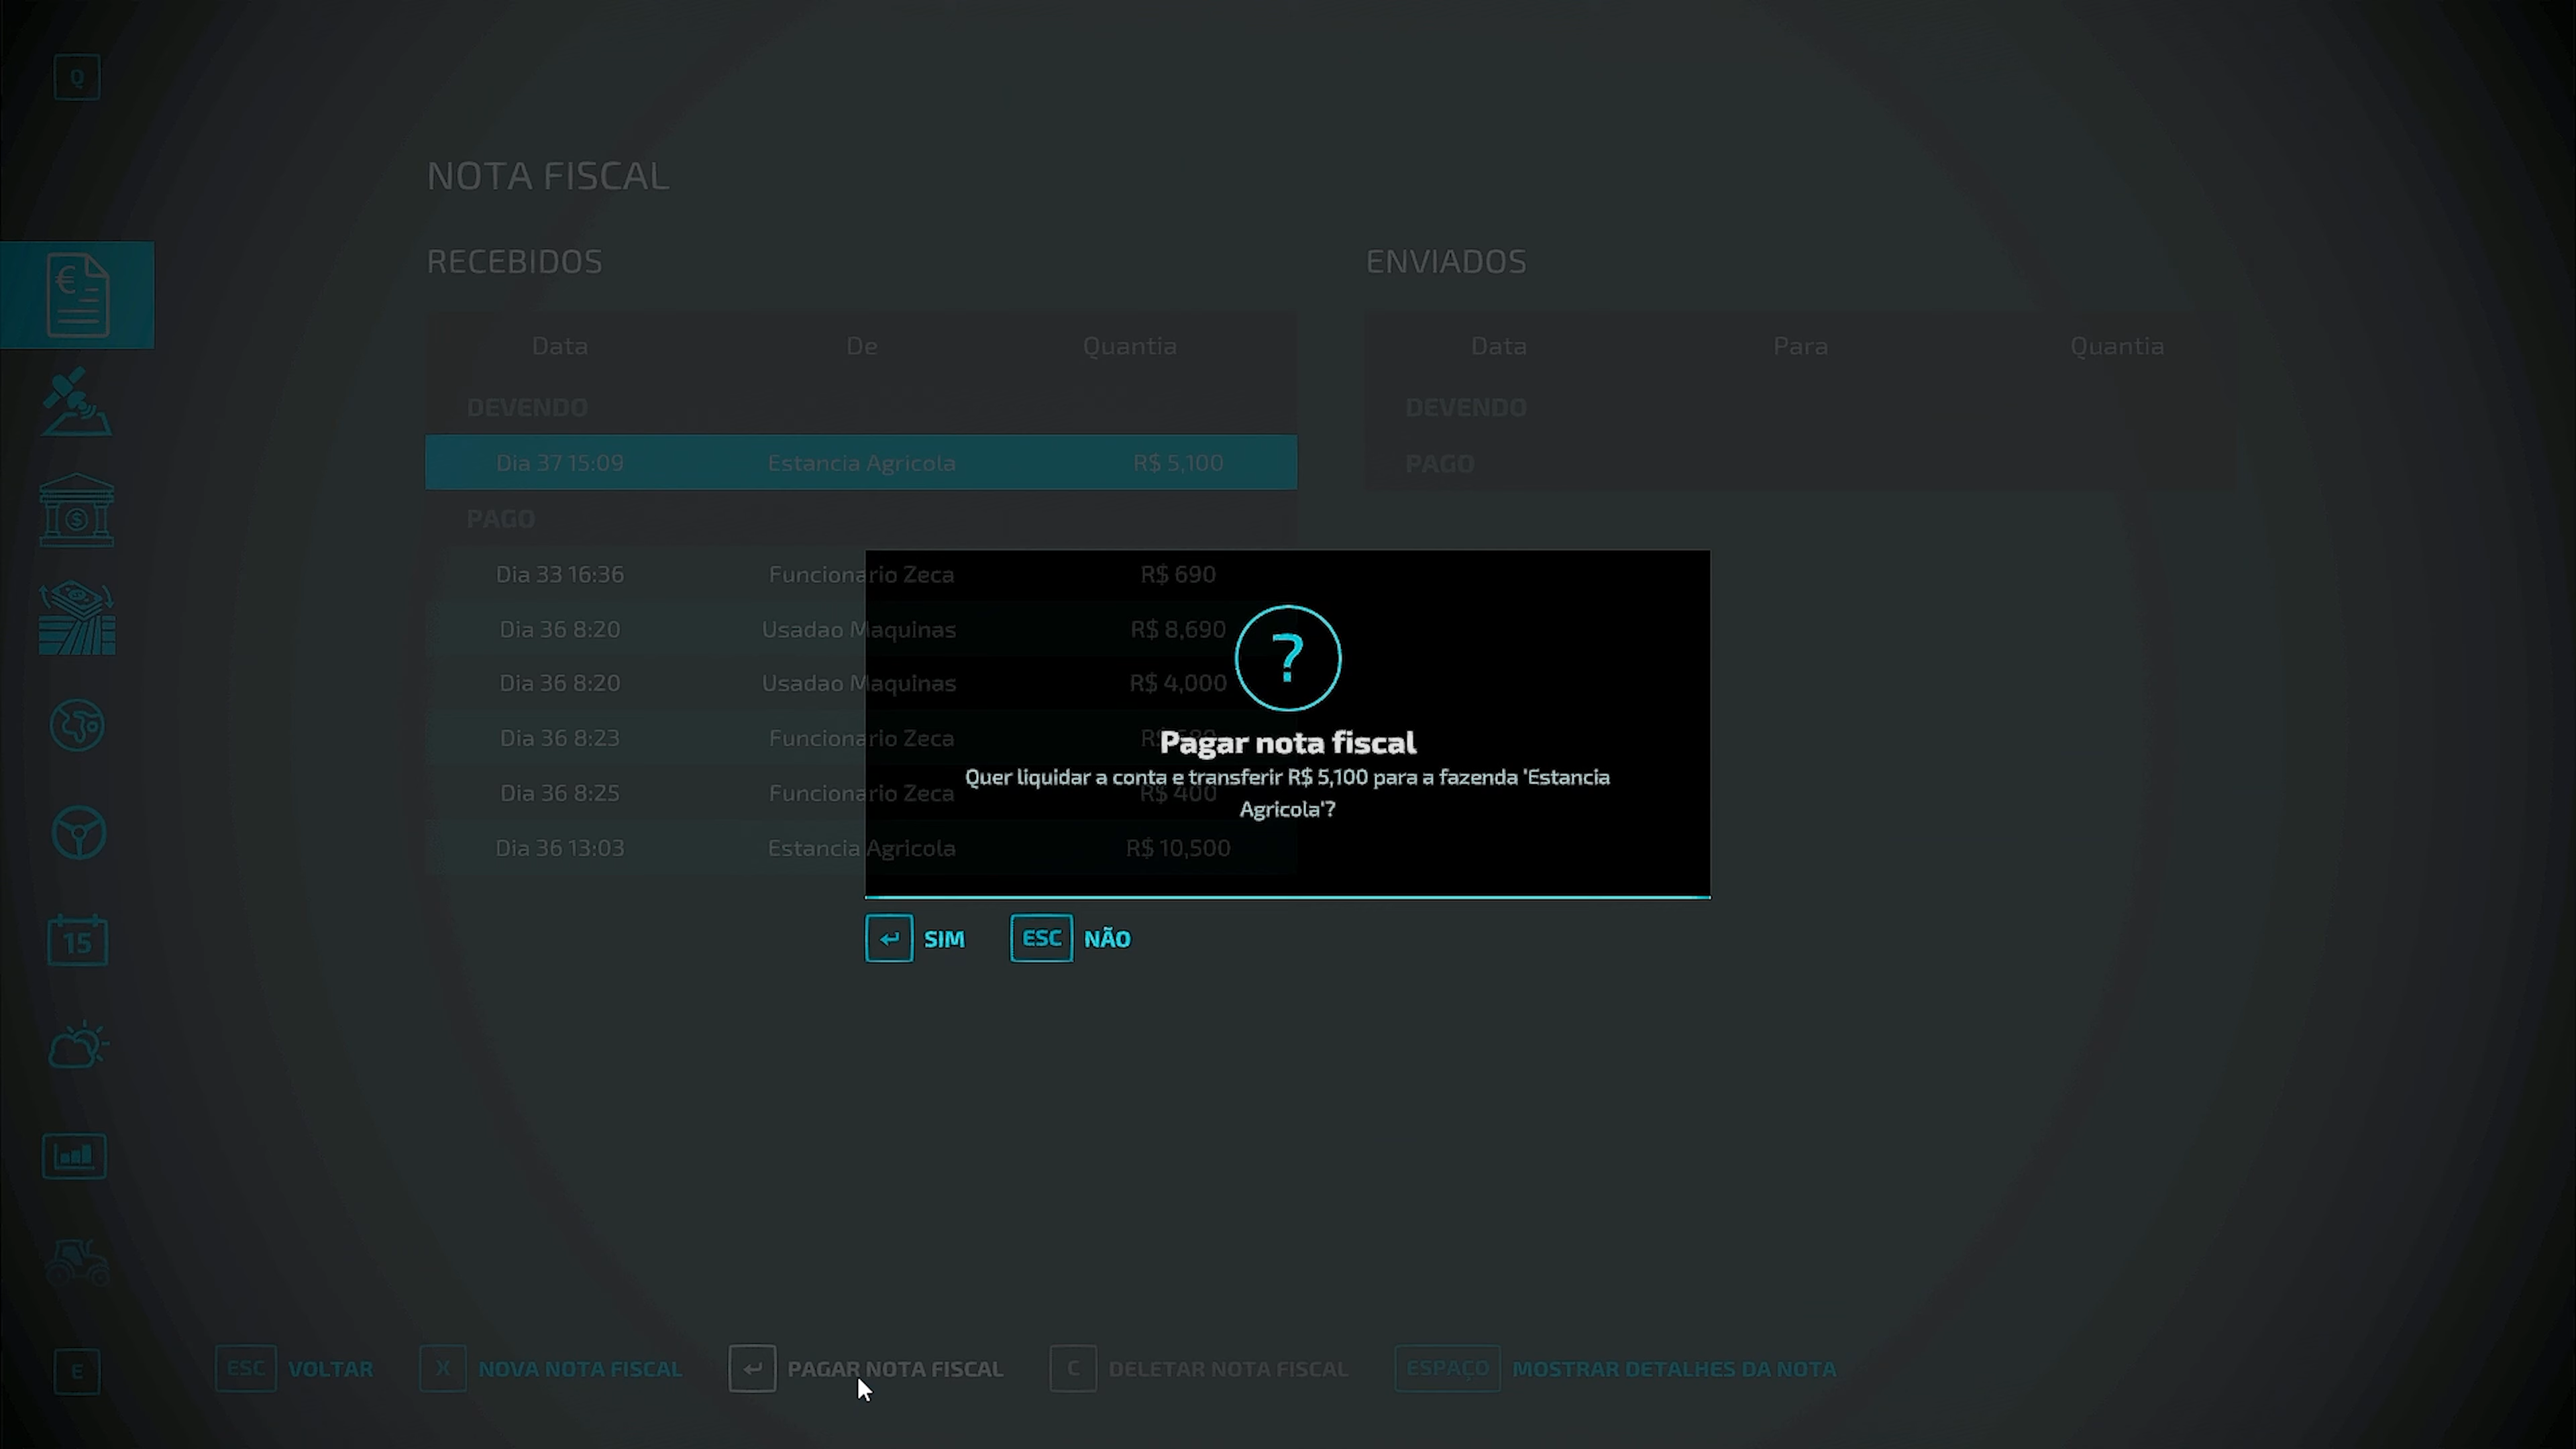 Q
NOTA FISCAL
RECEBIDOS
ENVIADOS
Data De Quantia
Data Para Quantia
DEVENDO
DEVENDO
Dia 37 15:09 Estancia Agricola R$ 5,100
PAGO
PAGO
Dia 33 16:36 Funcionario Zeca R$ 690
Dia 36 8:20 Usadao Maquinas R$ 8,690
Dia 36 8:20 Usadao Maquinas R$ 4,000
Dia 36 8:23 Funcionario Zeca
Dia 36 8:25 Funcionario Zeca R$ 400
Dia 36 13:03 Estancia Agricola R$ 10,500
?
Pagar nota fiscal
Quer liquidar a conta e transferir R$ 5,100 para a fazenda 'Estancia
Agricola'?
SIM ESC NÃO
15
E
ESC VOLTAR X NOVA NOTA FISCAL PAGAR NOTA FISCAL C DELETAR NOTA FISCAL ESPAÇO MOSTRAR DETALHES DA NOTA